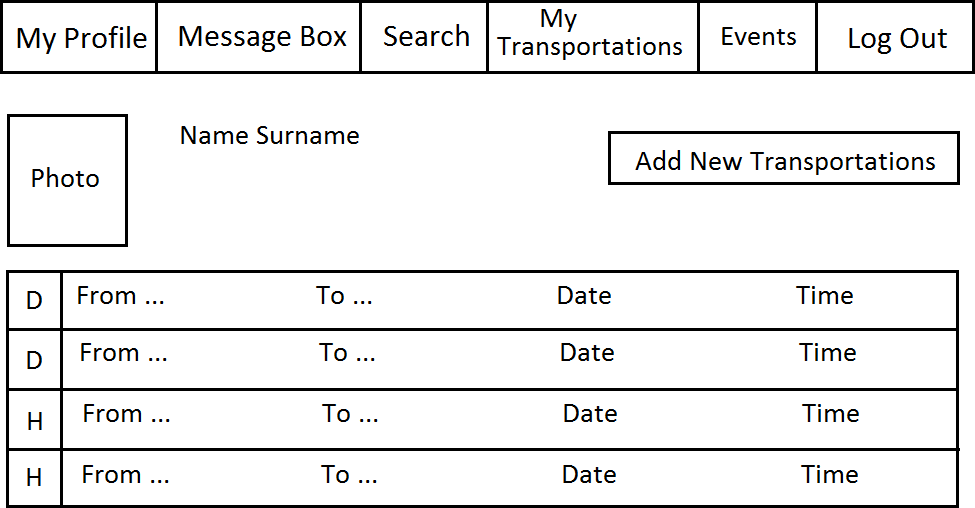 My Profile Message Box Search My Transportations Events Log Out
Photo
Name Surname
Add New Transportations
D From ... To ... Date Time
D From ... To ... Date Time
H From ... To ... Date Time
H From ... To ... Date Time